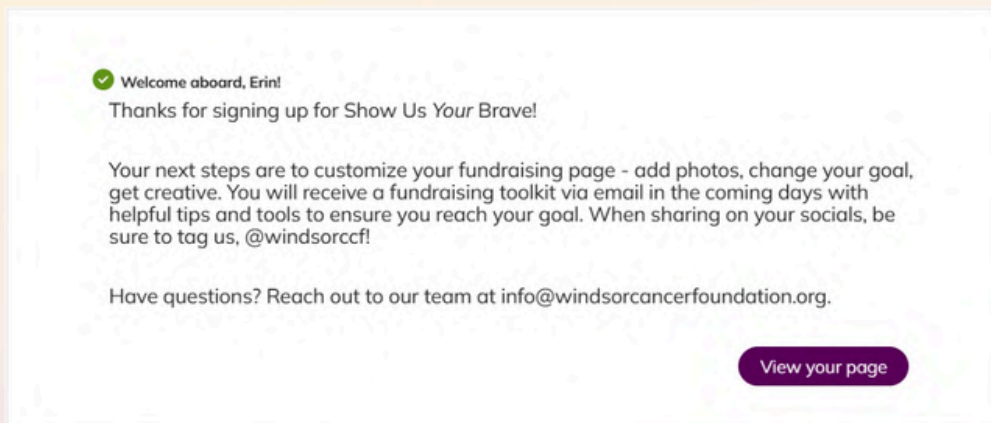 Welcome aboard, Erin!
Thanks for signing up for Show Us Your Brave!
Your next steps are to customize your fundraising page - add photos, change your goal,
get creative. You will receive a fundraising toolkit via email in the coming days with
helpful tips and tools to ensure you reach your goal. When sharing on your socials, be
sure to tag us, @windsorccf!
Have questions? Reach out to our team at info@windsorcancerfoundation.org.
View your page